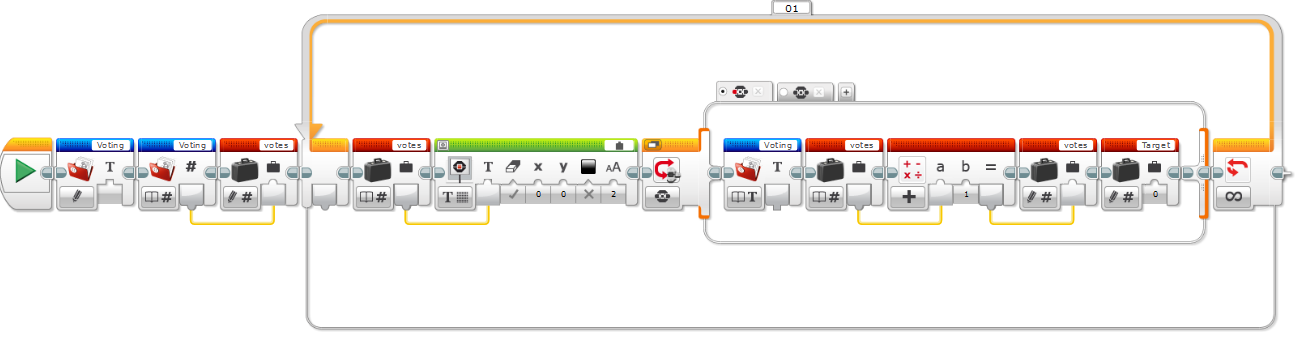 01
Voting
Voting
votes
votes
Voting
votes
votes
Target
T
#
T
x
y
AA
T
a
b
=
#
#
#
T
0
0
2
T
#
1
#
#
0